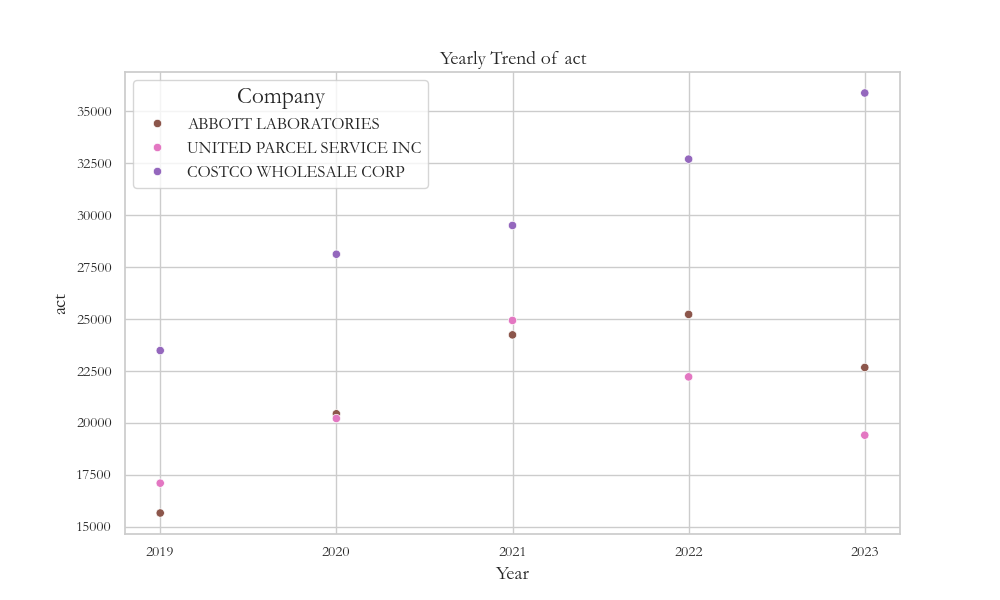 Yearly Trend of act
Company
ABBOTT LABORATORIES
UNITED PARCEL SERVICE INC
COSTCO WHOLESALE CORP
35000
32500
30000
27500
25000
22500
20000
17500
15000
act
2019 2020 2021 2022 2023
Year